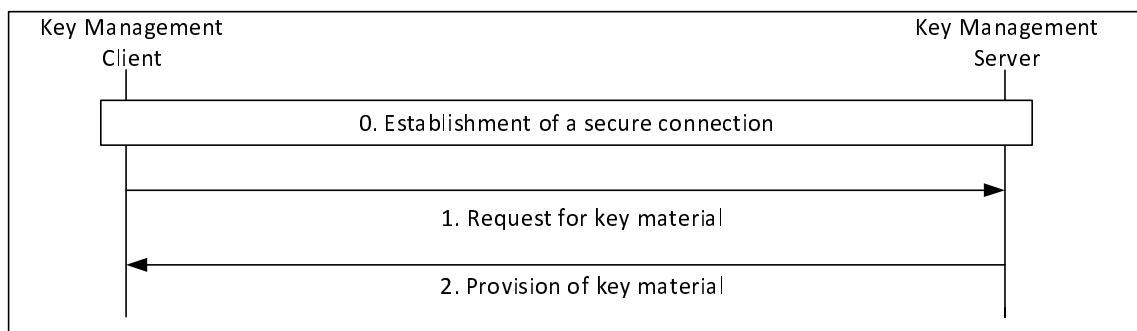 Key Management
Client
Key Management
Server
0. Establishment of a secure connection
1. Request for key material
2. Provision of key material